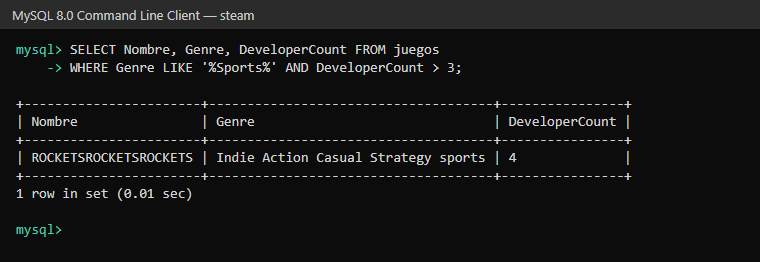 MySQL 8.0 Command Line Client — steam
mysql> SELECT Nombre, Genre, DeveloperCount FROM juegos
    -> WHERE Genre LIKE '%Sports%' AND DeveloperCount > 3;
+-----------------------+-------------------------------------+----------------+
| Nombre                | Genre                               | DeveloperCount |
+-----------------------+-------------------------------------+----------------+
| ROCKETSROCKETSROCKETS | Indie Action Casual Strategy sports | 4              |
+-----------------------+-------------------------------------+----------------+
1 row in set (0.01 sec)
mysql>